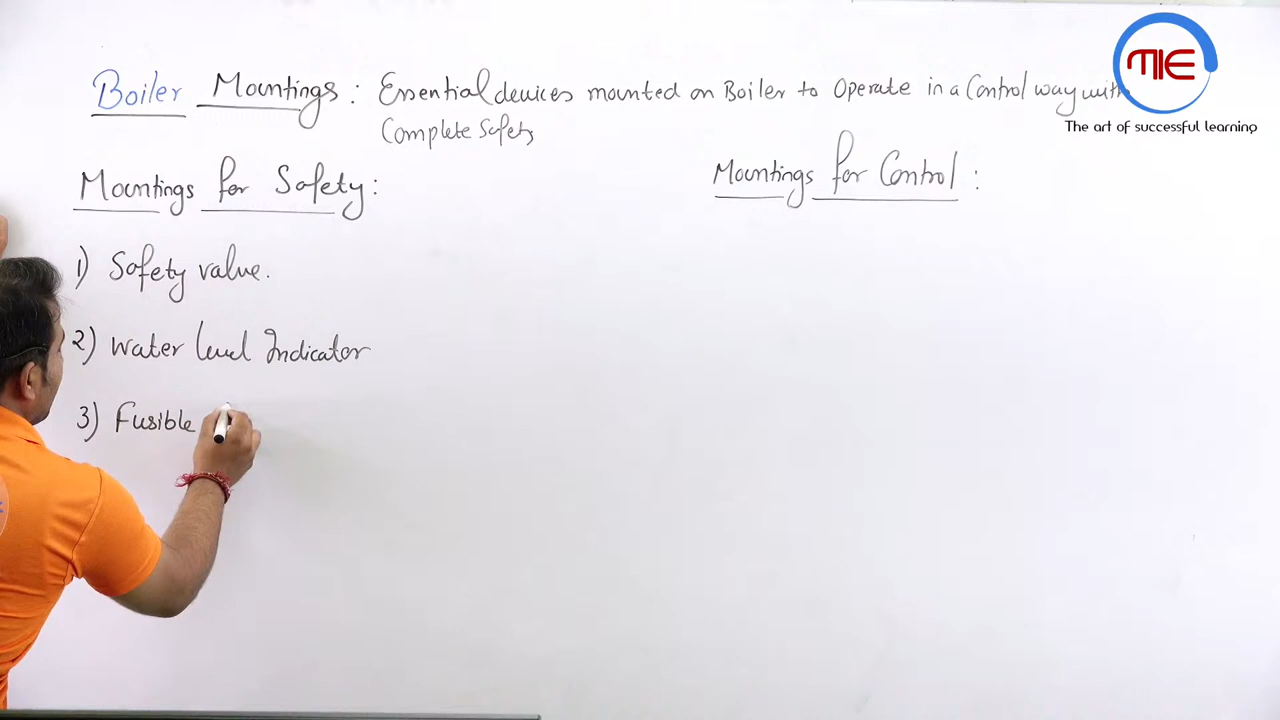 Boiler Mountings : Essential devices mounted on Boiler to Operate in a Control way with
Complete Safety
Mountings for Safety :
Mountings for Control :
1) Safety valve.
2) Water level Indicator
3) Fusible
MIE
The art of successful learning